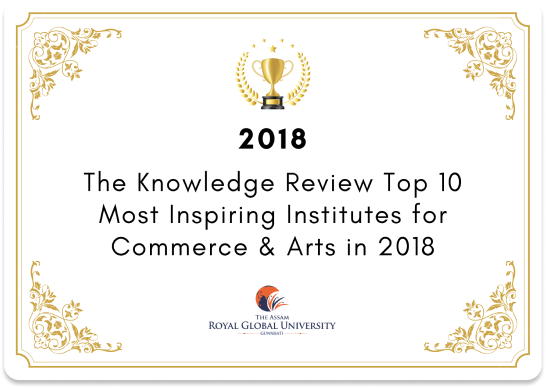 2018
The Knowledge Review Top 10
Most Inspiring Institutes for
Commerce & Arts in 2018
THE ASSAM
ROYAL GLOBAL UNIVERSITY
GUWAHATI